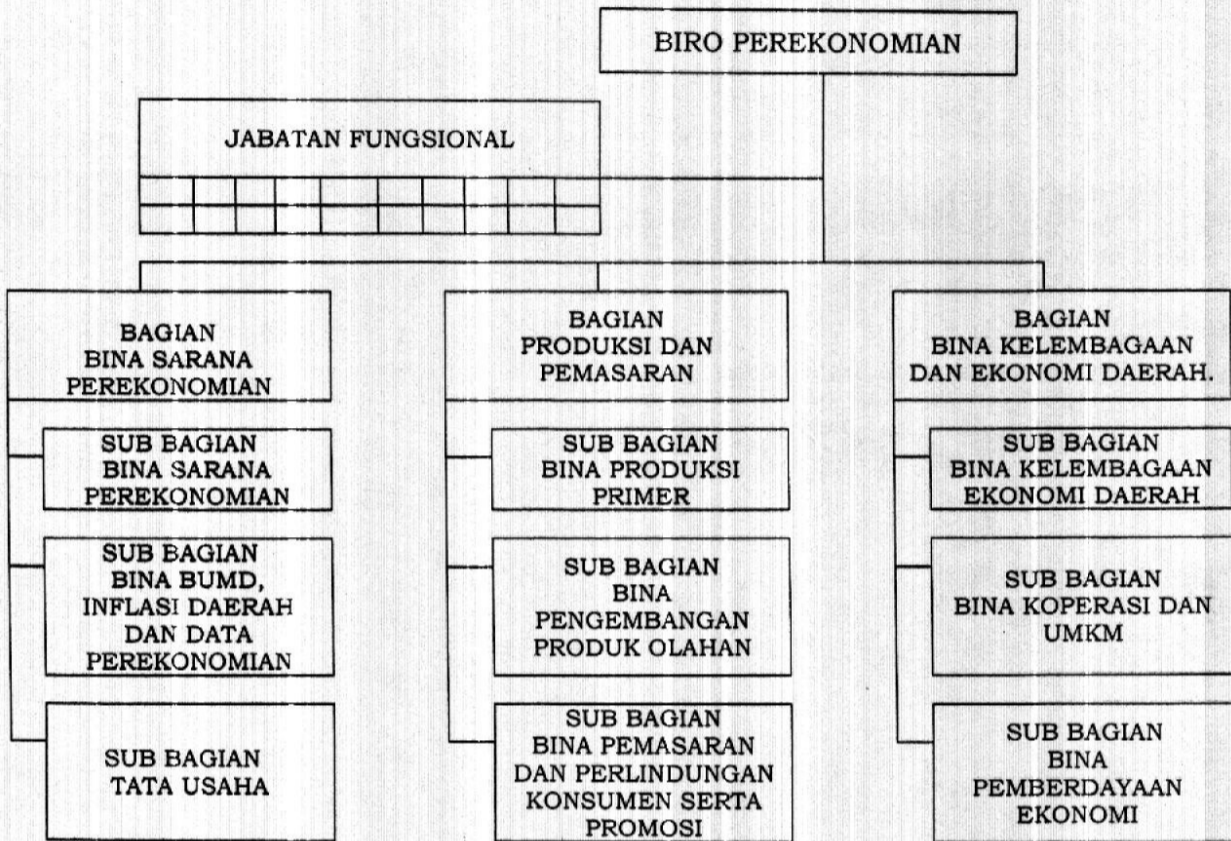 BIRO PEREKONOMIAN
JABATAN FUNGSIONAL
BAGIAN
BINA SARANA
PEREKONOMIAN
SUB BAGIAN
BINA SARANA
PEREKONOMIAN
SUB BAGIAN
BINA BUMD,
INFLASI DAERAH
DAN DATA
PEREKONOMIAN
SUB BAGIAN
TATA USAHA
BAGIAN
PRODUKSI DAN
PEMASARAN
SUB BAGIAN
BINA PRODUKSI
PRIMER
SUB BAGIAN
BINA
PENGEMBANGAN
PRODUK OLAHAN
SUB BAGIAN
BINA PEMASARAN
DAN PERLINDUNGAN
KONSUMEN SERTA
PROMOSI
BAGIAN
BINA KELEMBAGAAN
DAN EKONOMI DAERAH.
SUB BAGIAN
BINA KELEMBAGAAN
EKONOMI DAERAH
SUB BAGIAN
BINA KOPERASI DAN
UMKM
SUB BAGIAN
BINA
PEMBERDAYAAN
EKONOMI